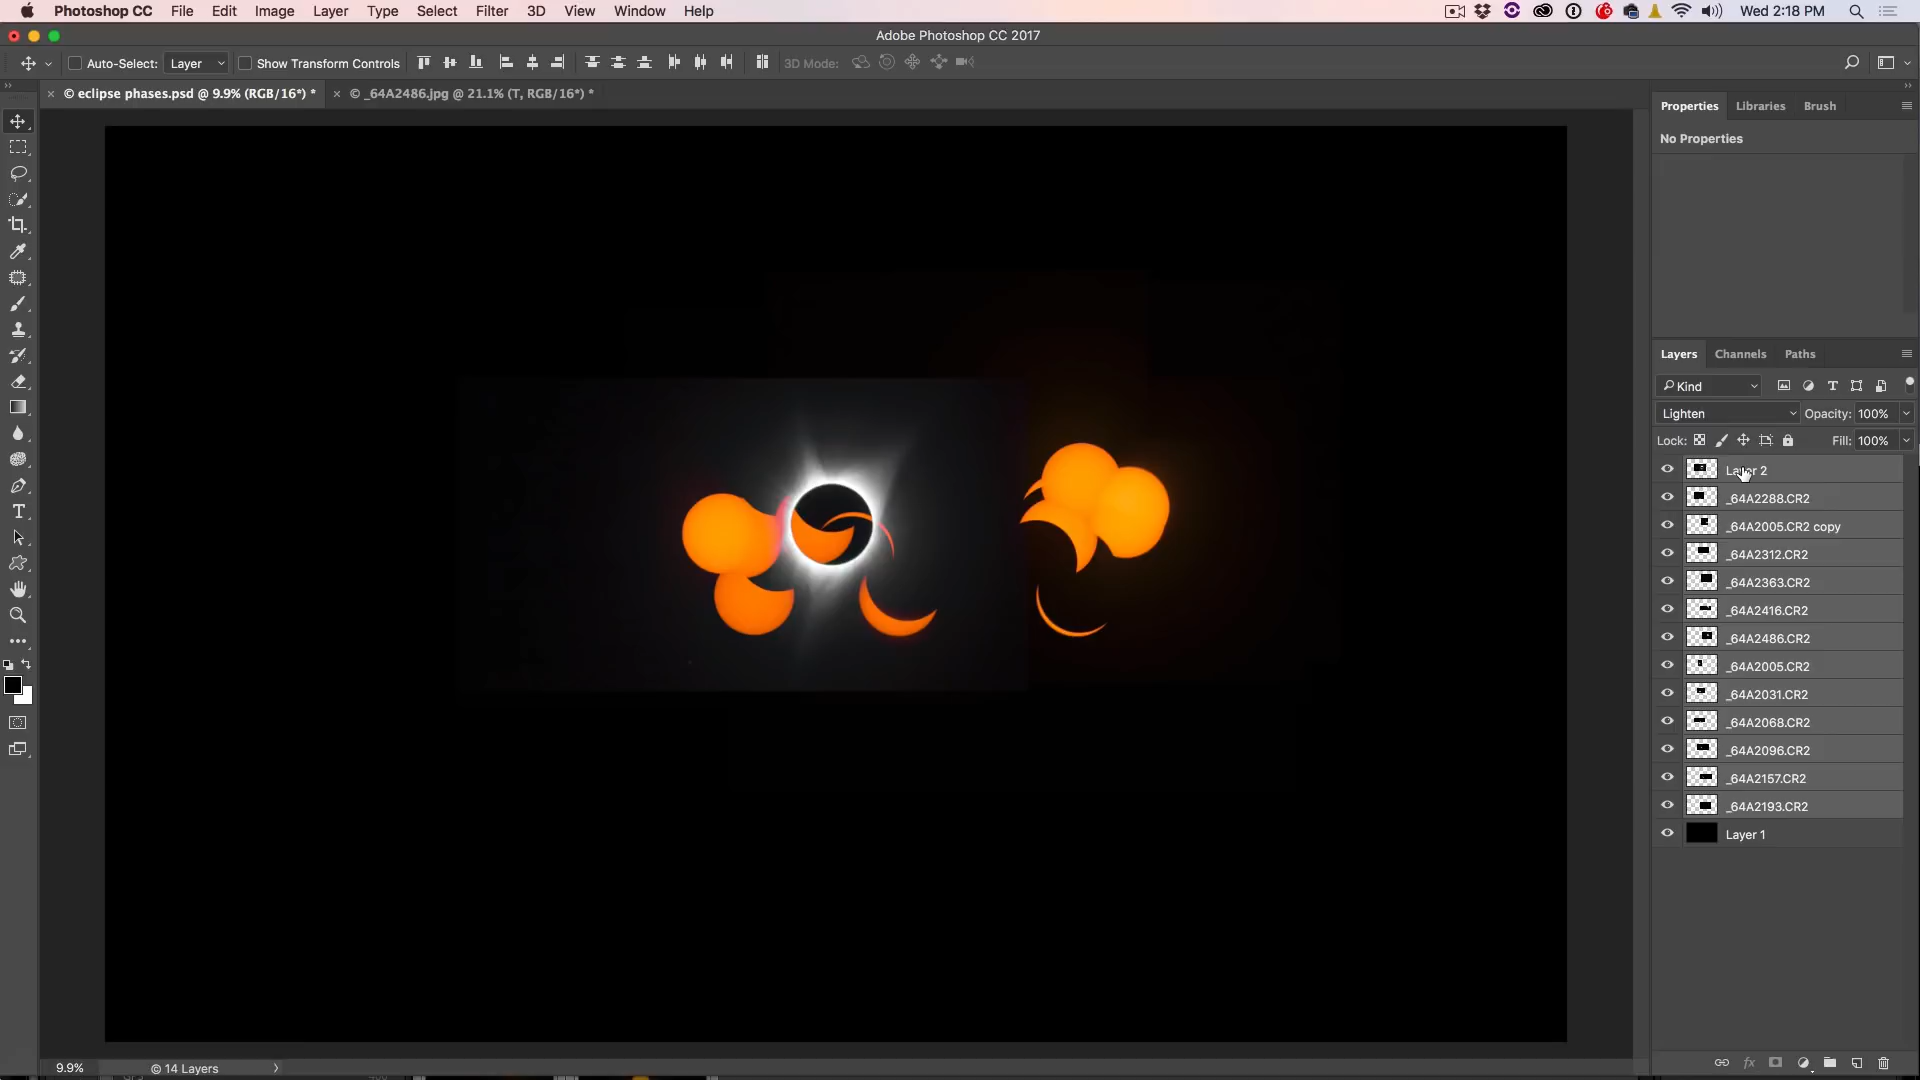 Photoshop CC File Edit Image Layer Type Select Filter 3D View Window Help
Wed 2:18 PM
Adobe Photoshop CC 2017
Auto-Select: Layer Show Transform Controls 3D Mode:
× © eclipse phases.psd @ 9.9% (RGB/16*) * × © _64A2486.jpg @ 21.1% (T, RGB/16*) *
Properties Libraries Brush
No Properties
Layers Channels Paths
Kind
Lighten Opacity: 100%
Lock: Fill: 100%
Layer 2
_64A2288.CR2
_64A2005.CR2 copy
_64A2312.CR2
_64A2363.CR2
_64A2416.CR2
_64A2486.CR2
_64A2005.CR2
_64A2031.CR2
_64A2068.CR2
_64A2096.CR2
_64A2157.CR2
_64A2193.CR2
Layer 1
9.9% © 14 Layers